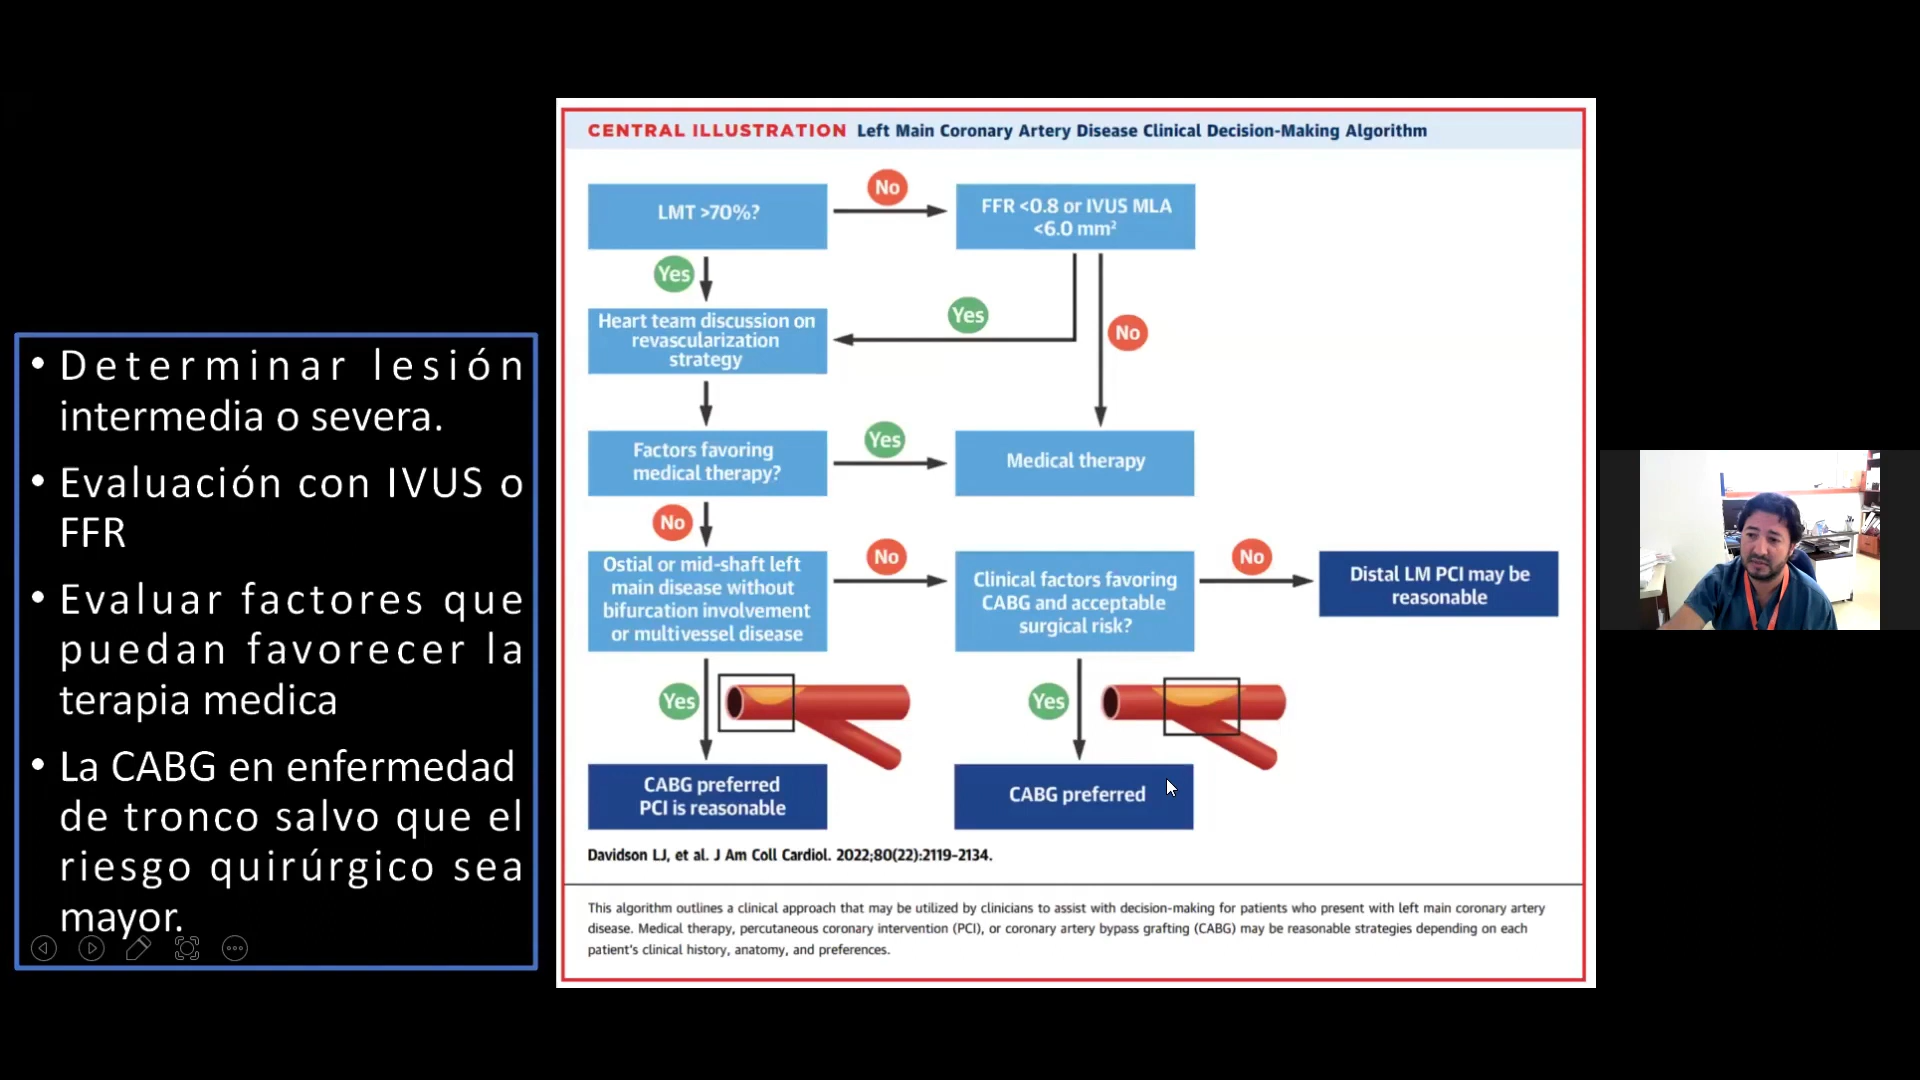 • Determinar lesión
intermedia o severa.
• Evaluación con IVUS o
FFR
• Evaluar factores que
puedan favorecer la
terapia medica
• La CABG en enfermedad
de tronco salvo que el
riesgo quirúrgico sea
mayor.
CENTRAL ILLUSTRATION Left Main Coronary Artery Disease Clinical Decision-Making Algorithm
LMT >70%?
No
FFR <0.8 or IVUS MLA
<6.0 mm²
Yes
Heart team discussion on
revascularization
strategy
Yes
No
Factors favoring
medical therapy?
Yes
Medical therapy
No
Ostial or mid-shaft left
main disease without
bifurcation involvement
or multivessel disease
No
Clinical factors favoring
CABG and acceptable
surgical risk?
No
Distal LM PCI may be
reasonable
Yes
Yes
CABG preferred
PCI is reasonable
CABG preferred
Davidson LJ, et al. J Am Coll Cardiol. 2022;80(22):2119–2134.
This algorithm outlines a clinical approach that may be utilized by clinicians to assist with decision-making for patients who present with left main coronary artery
disease. Medical therapy, percutaneous coronary intervention (PCI), or coronary artery bypass grafting (CABG) may be reasonable strategies depending on each
patient's clinical history, anatomy, and preferences.